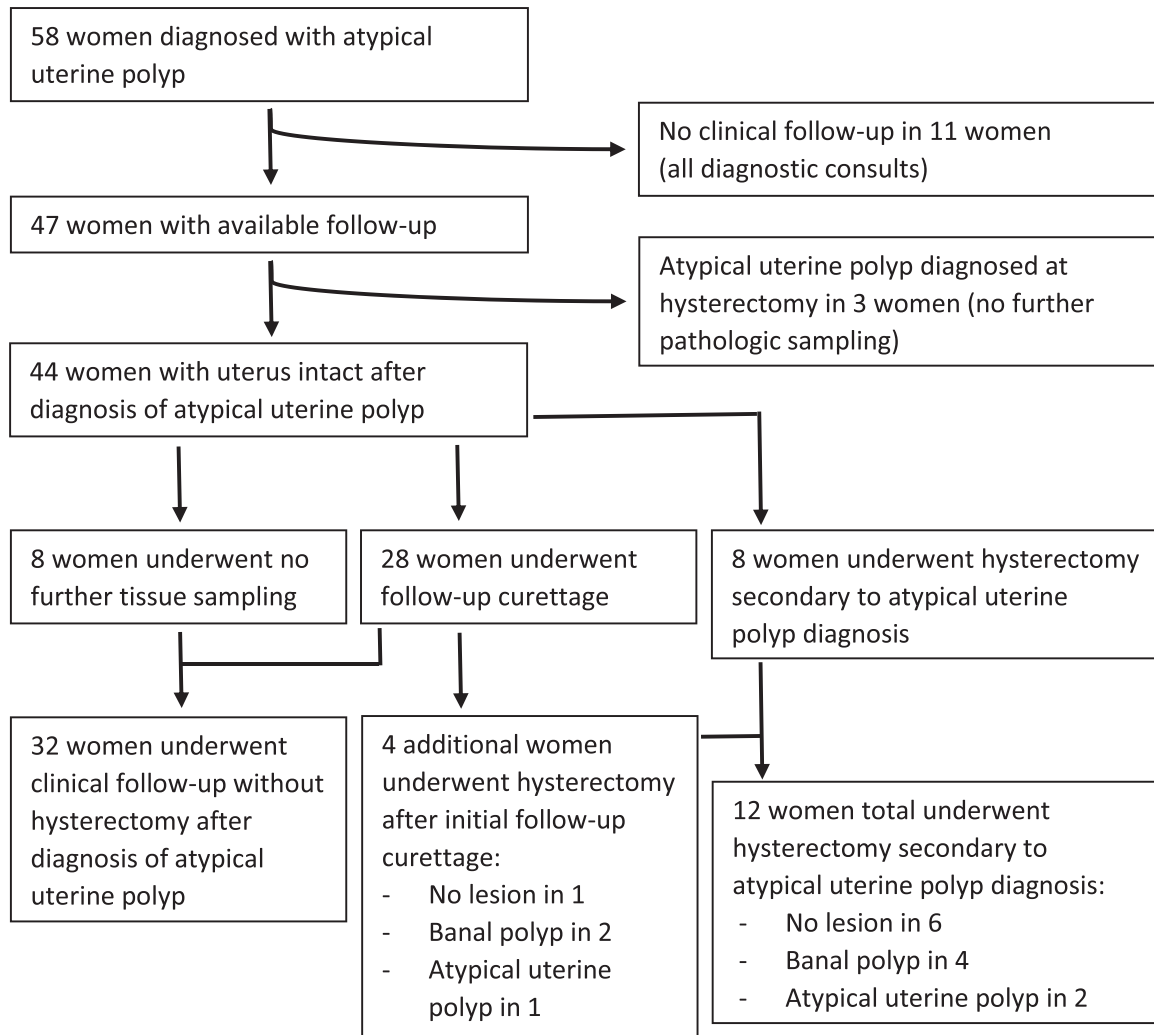 58 women diagnosed with atypical
uterine polyp
No clinical follow-up in 11 women
(all diagnostic consults)
47 women with available follow-up
Atypical uterine polyp diagnosed at
hysterectomy in 3 women (no further
pathologic sampling)
44 women with uterus intact after
diagnosis of atypical uterine polyp
8 women underwent no
further tissue sampling
28 women underwent
follow-up curettage
8 women underwent hysterectomy
secondary to atypical uterine
polyp diagnosis
32 women underwent
clinical follow-up without
hysterectomy after
diagnosis of atypical
uterine polyp
4 additional women
underwent hysterectomy
after initial follow-up
curettage:
- No lesion in 1
- Banal polyp in 2
- Atypical uterine
polyp in 1
12 women total underwent
hysterectomy secondary to
atypical uterine polyp diagnosis:
- No lesion in 6
- Banal polyp in 4
- Atypical uterine polyp in 2